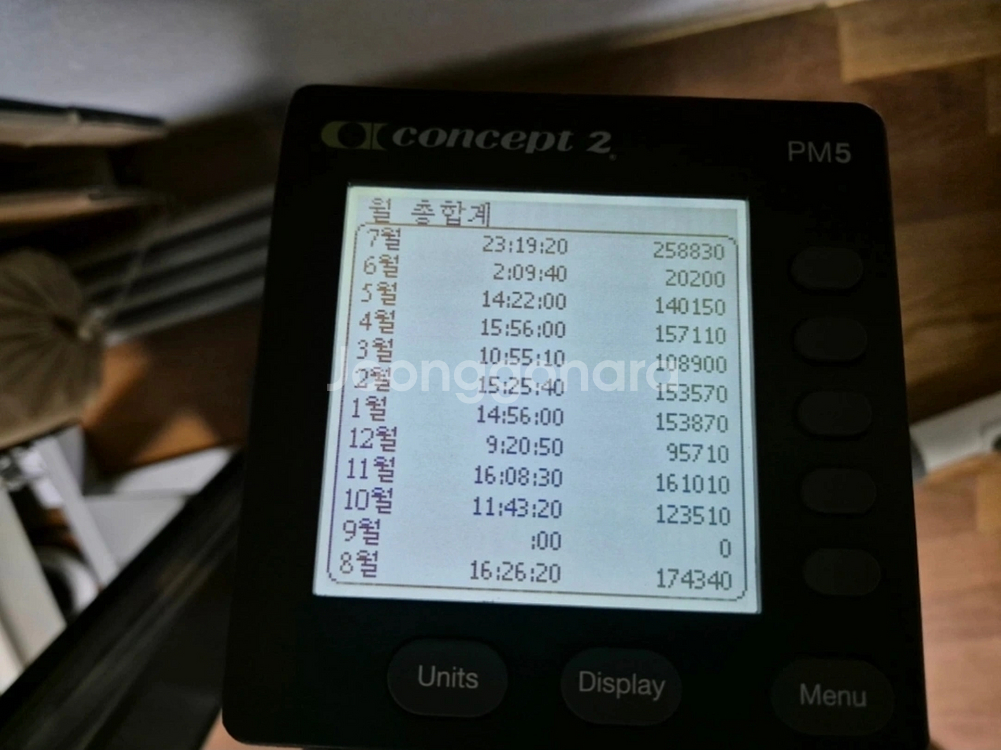 concept 2
PM5
월 총합계
7월 23:19:20 258830
6월 2:09:40 20200
5월 14:22:00 140150
4월 15:56:00 157110
3월 10:55:10 108900
2월 15:25:40 153570
1월 14:56:00 153870
12월 9:20:50 95710
11월 16:08:30 161010
10월 11:43:20 123510
9월 :00 0
8월 16:26:20 174340
Joonggonara
Units Display Menu